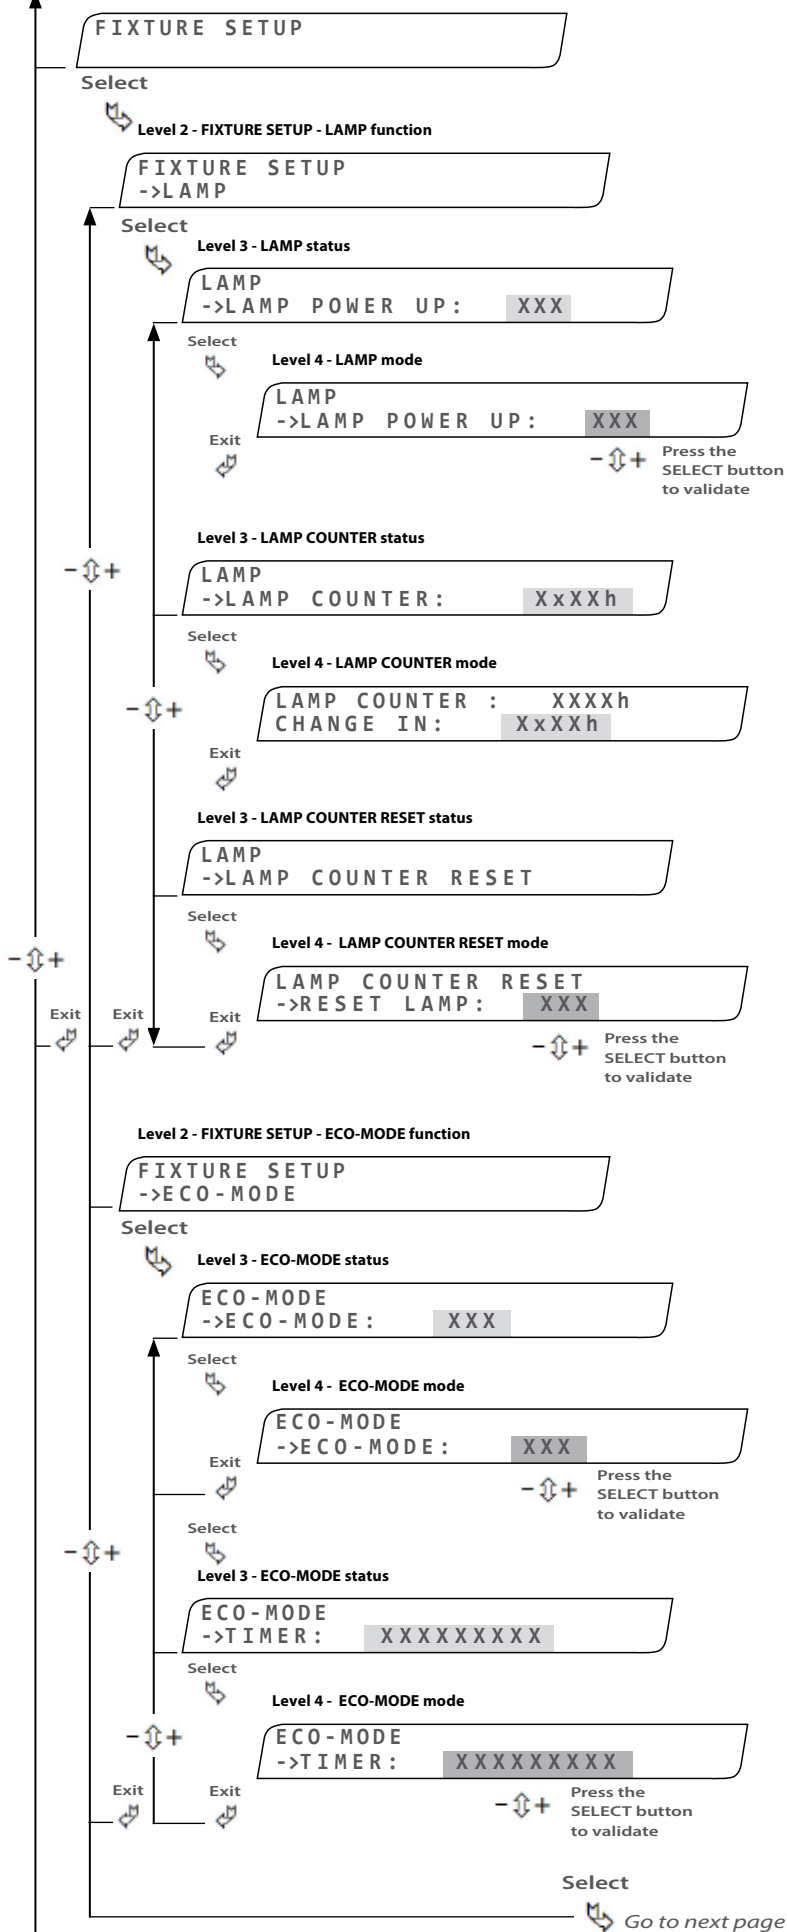 FIXTURE SETUP
Select
Level 2 - FIXTURE SETUP - LAMP function
FIXTURE SETUP
->LAMP
Select
Level 3 - LAMP status
LAMP
->LAMP POWER UP: XXX
Select
Level 4 - LAMP mode
LAMP
->LAMP POWER UP: XXX
Exit
- + Press the
SELECT button
to validate
Level 3 - LAMP COUNTER status
- +
LAMP
->LAMP COUNTER: XxXXh
Select
Level 4 - LAMP COUNTER mode
- +
LAMP COUNTER : XXXXh
CHANGE IN: XxXXh
Exit
Level 3 - LAMP COUNTER RESET status
LAMP
->LAMP COUNTER RESET
Select
Level 4 - LAMP COUNTER RESET mode
- +
LAMP COUNTER RESET
->RESET LAMP: XXX
Exit Exit Exit
- + Press the
SELECT button
to validate
Level 2 - FIXTURE SETUP - ECO-MODE function
FIXTURE SETUP
->ECO-MODE
Select
Level 3 - ECO-MODE status
ECO-MODE
->ECO-MODE: XXX
Select
Level 4 - ECO-MODE mode
ECO-MODE
->ECO-MODE: XXX
Exit
- + Press the
SELECT button
to validate
Select
- +
Level 3 - ECO-MODE status
ECO-MODE
->TIMER: XXXXXXXXX
Select
Level 4 - ECO-MODE mode
- +
ECO-MODE
->TIMER: XXXXXXXXX
Exit Exit
- + Press the
SELECT button
to validate
Select
Go to next page